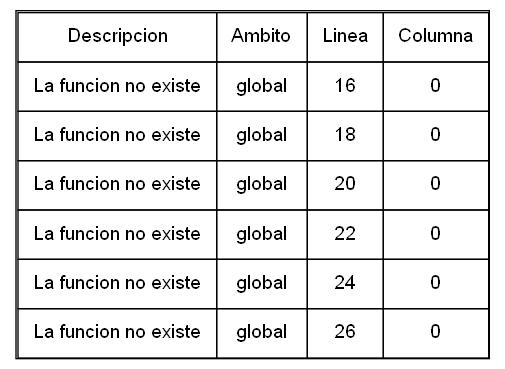 Descripcion Ambito Linea Columna
La funcion no existe global 16 0
La funcion no existe global 18 0
La funcion no existe global 20 0
La funcion no existe global 22 0
La funcion no existe global 24 0
La funcion no existe global 26 0